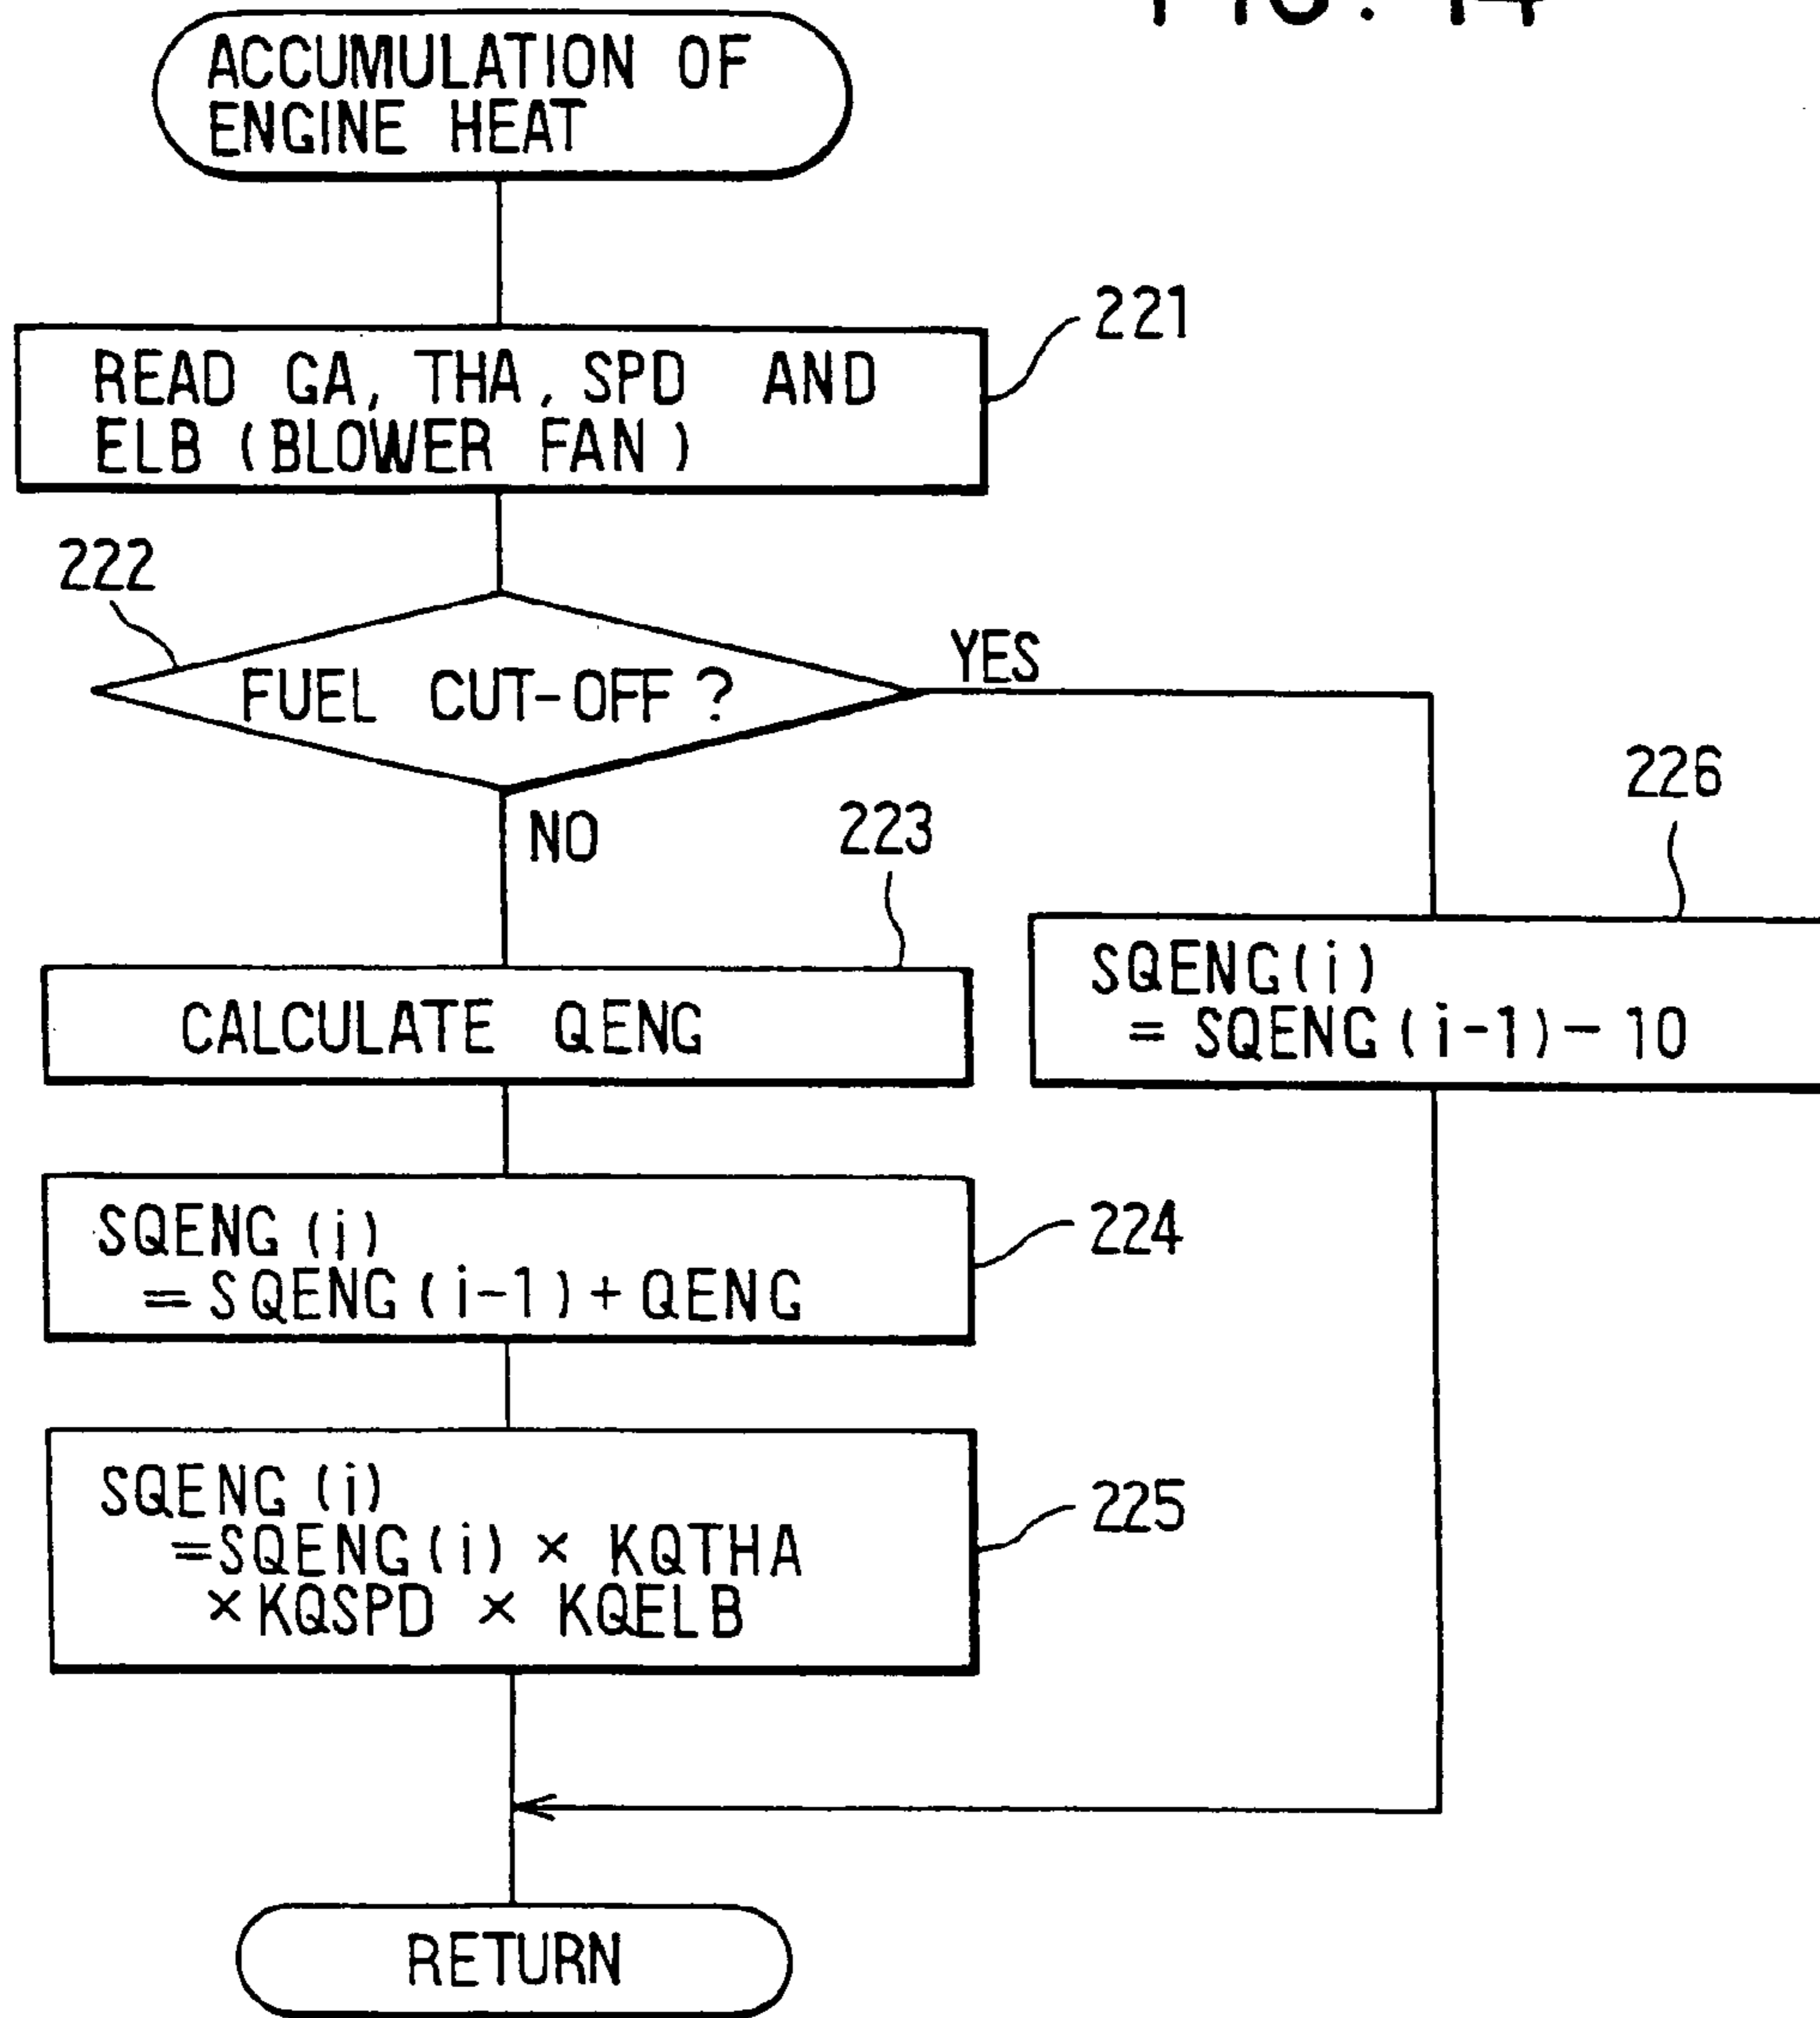 FIG. 14
ACCUMULATION OF
ENGINE HEAT
221
READ GA, THA, SPD AND
ELB (BLOWER FAN)
222
FUEL CUT-OFF?
YES
NO
223
226
CALCULATE QENG
SQENG(i)
= SQENG(i-1) - 10
SQENG(i)
= SQENG(i-1) + QENG
224
SQENG(i)
=SQENG(i) × KQTHA
× KQSPD × KQELB
225
RETURN